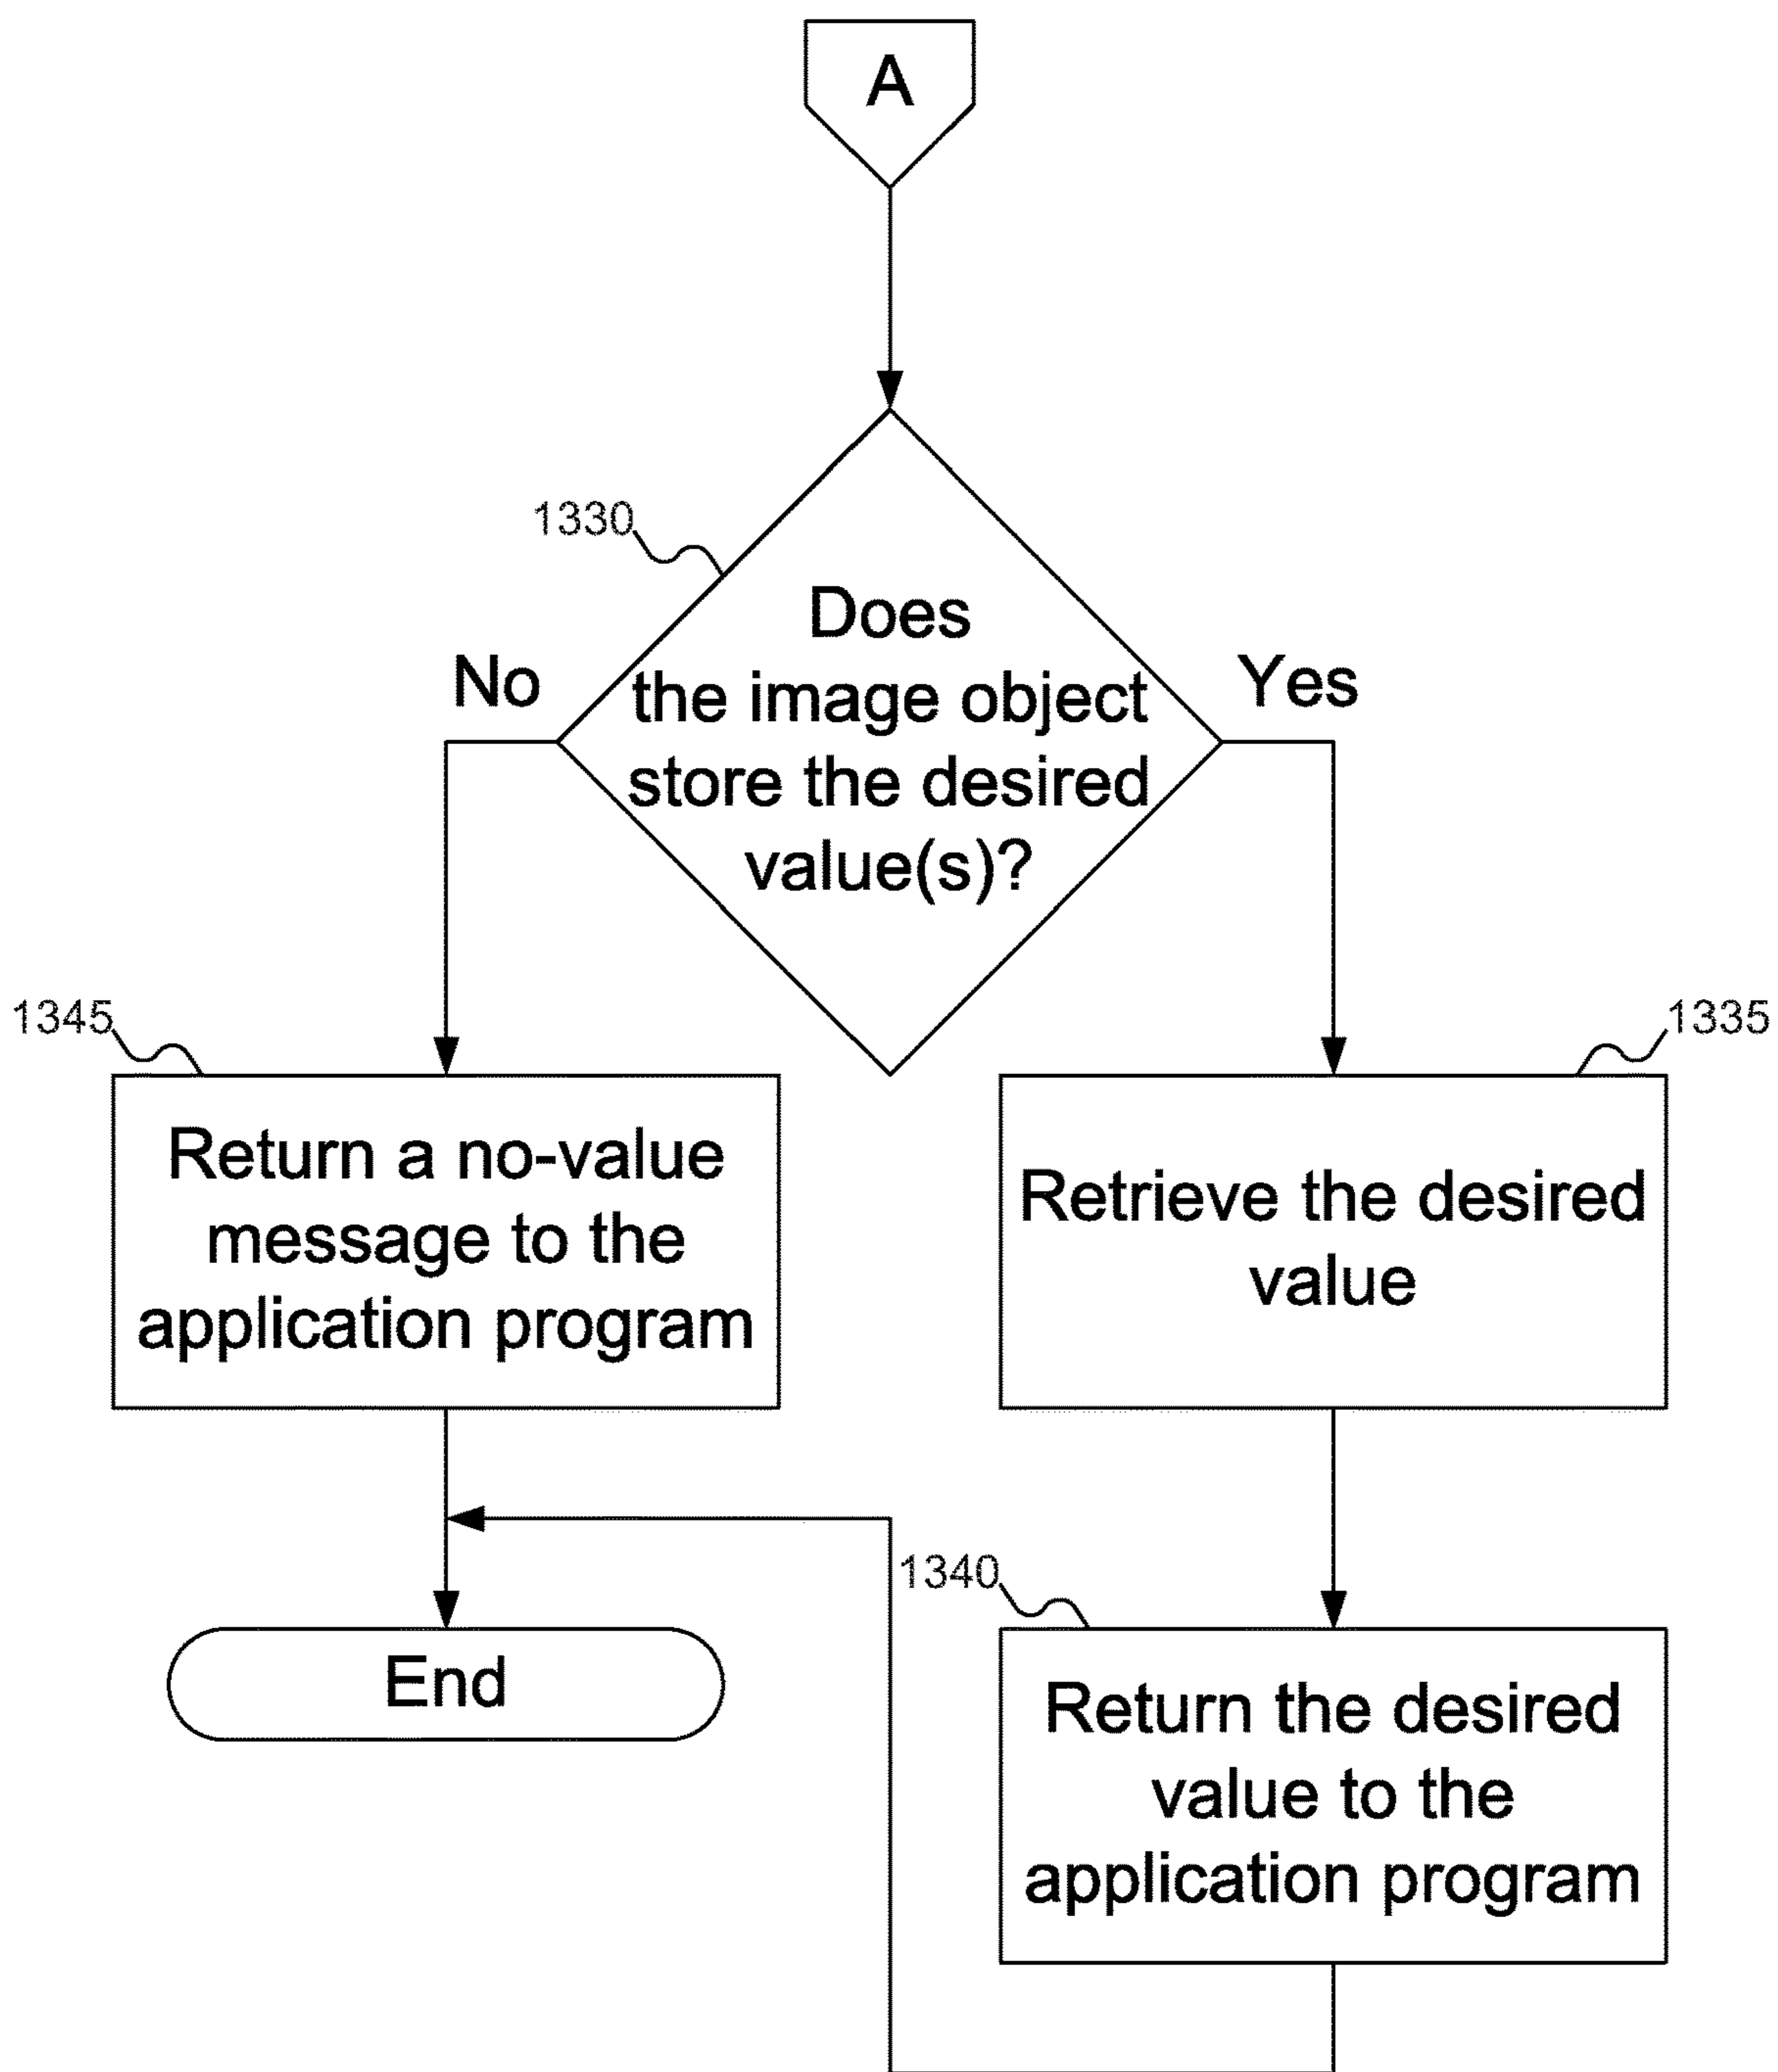 A
1330
Does
the image object
store the desired
value(s)?
No
Yes
1345
Return a no-value
message to the
application program
1335
Retrieve the desired
value
End
1340
Return the desired
value to the
application program